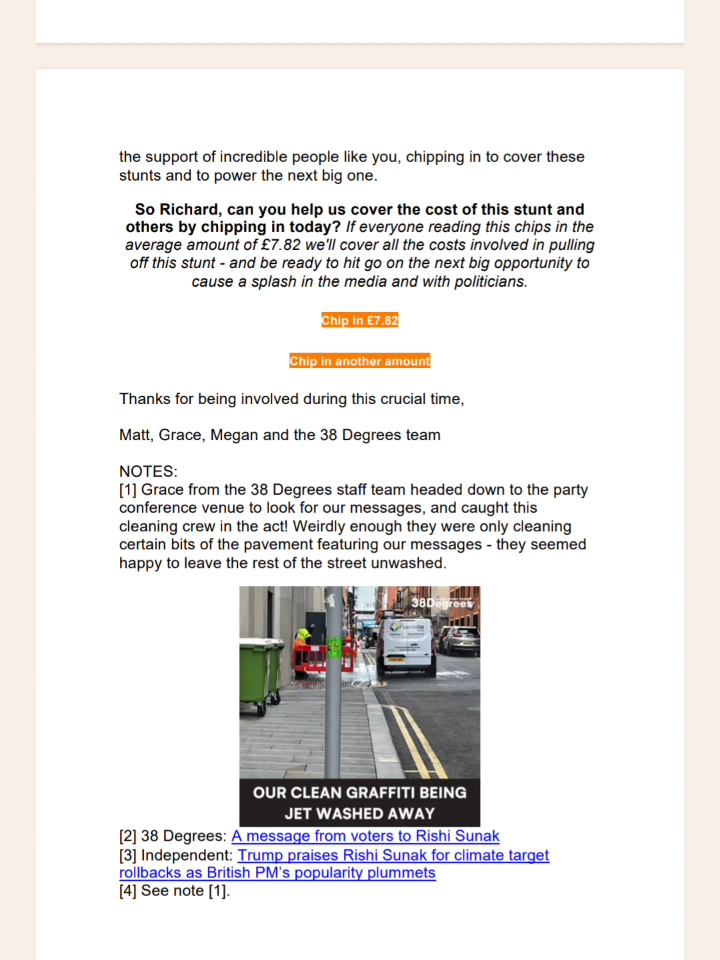 the support of incredible people like you, chipping in to cover these
stunts and to power the next big one.
So Richard, can you help us cover the cost of this stunt and
others by chipping in today? If everyone reading this chips in the
average amount of £7.82 we'll cover all the costs involved in pulling
off this stunt - and be ready to hit go on the next big opportunity to
cause a splash in the media and with politicians.
Chip in £7.82
Chip in another amount
Thanks for being involved during this crucial time,
Matt, Grace, Megan and the 38 Degrees team
NOTES:
[1] Grace from the 38 Degrees staff team headed down to the party
conference venue to look for our messages, and caught this
cleaning crew in the act! Weirdly enough they were only cleaning
certain bits of the pavement featuring our messages - they seemed
happy to leave the rest of the street unwashed.
38Degrees
OUR CLEAN GRAFFITI BEING
JET WASHED AWAY
[2] 38 Degrees: A message from voters to Rishi Sunak
[3] Independent: Trump praises Rishi Sunak for climate target
rollbacks as British PM's popularity plummets
[4] See note [1].